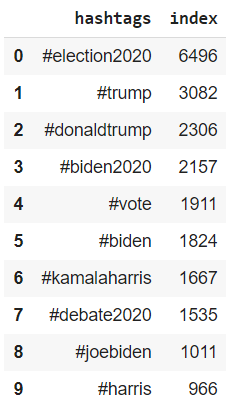 hashtags index
0 #election2020 6496
1 #trump 3082
2 #donaldtrump 2306
3 #biden2020 2157
4 #vote 1911
5 #biden 1824
6 #kamalaharris 1667
7 #debate2020 1535
8 #joebiden 1011
9 #harris 966